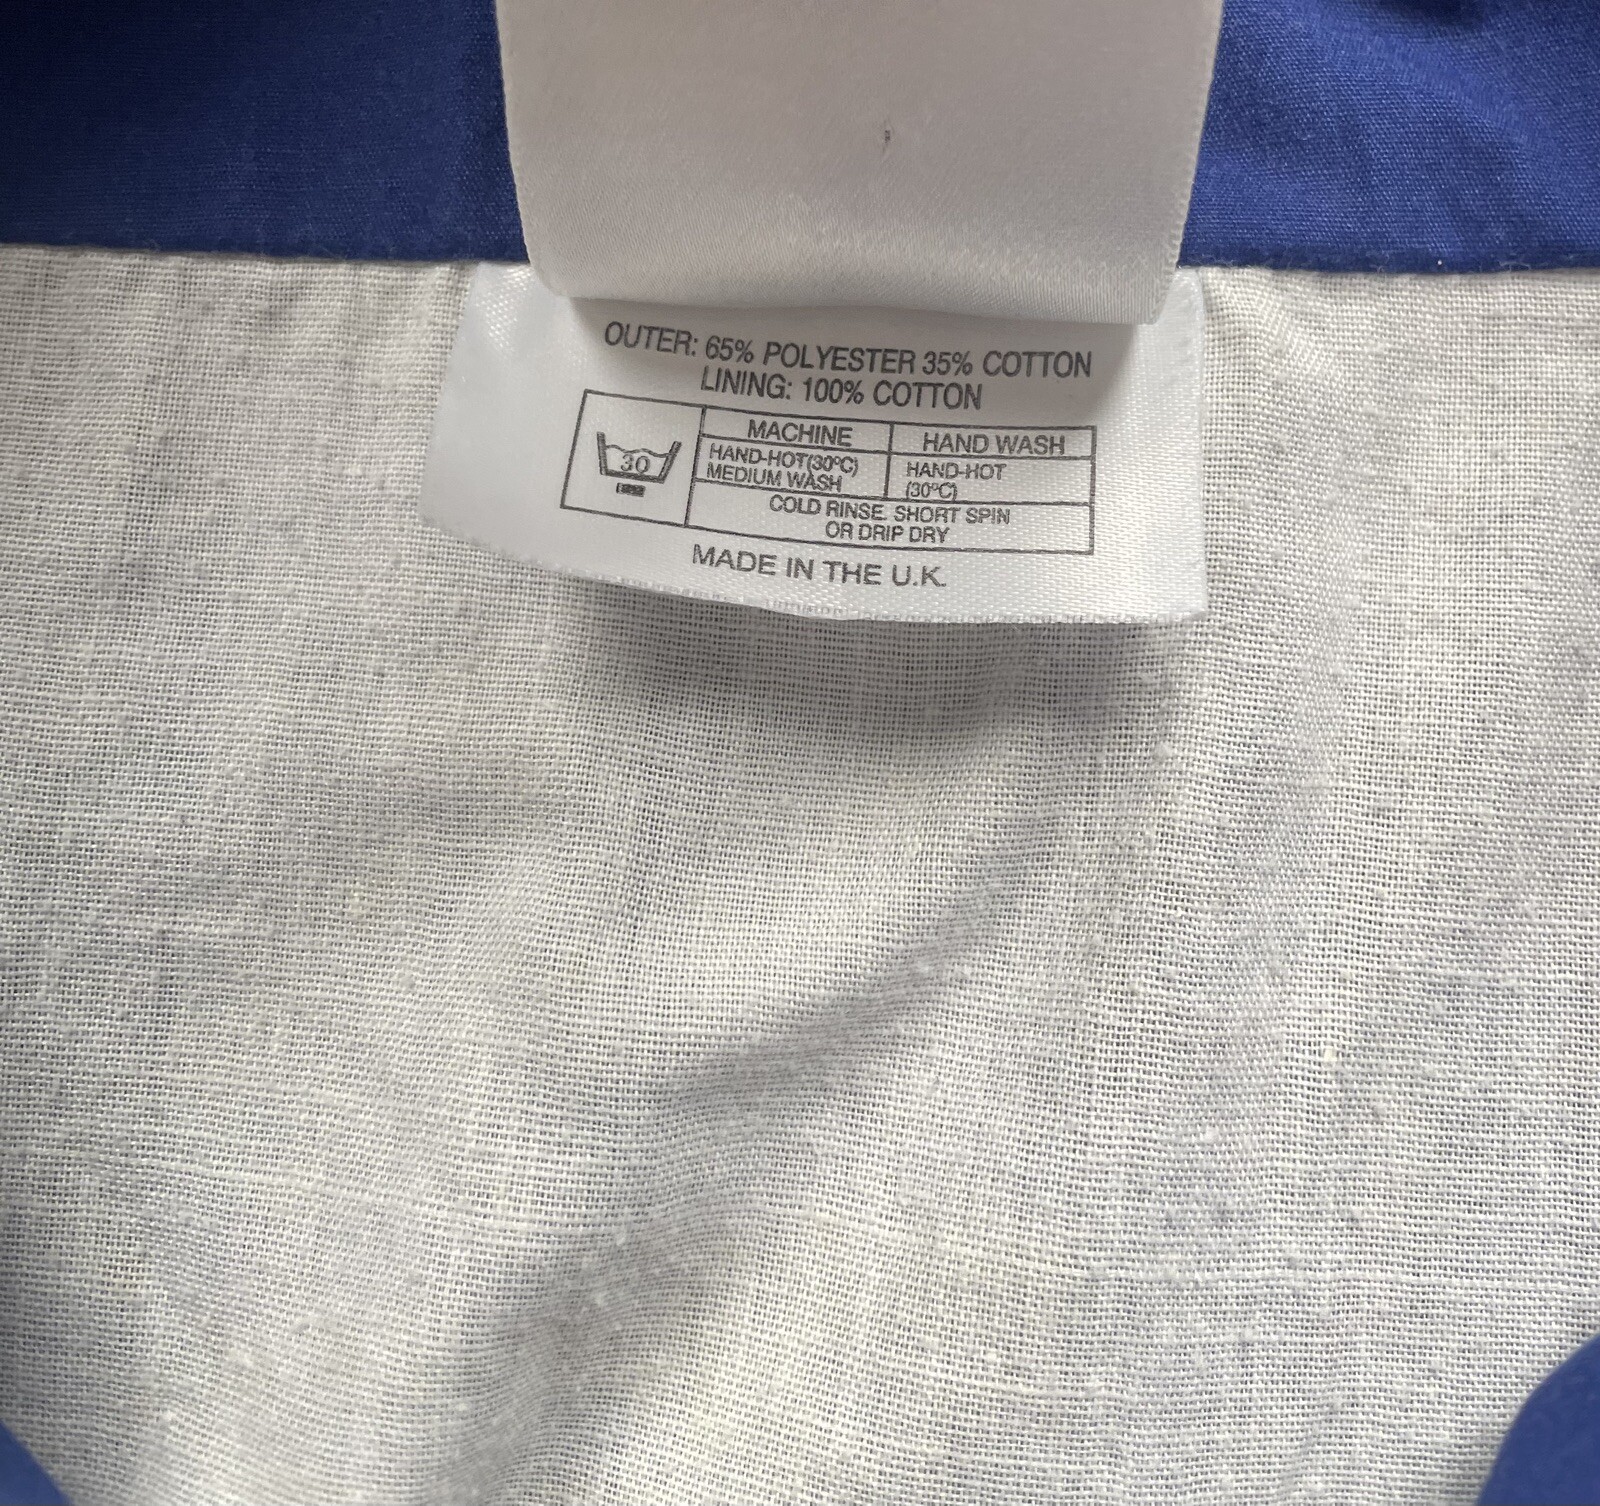 OUTER: 65% POLYESTER 35% COTTON
LINING: 100% COTTON
30
MACHINE
HAND WASH
HAND-HOT(30°C)
MEDIUM WASH
HAND-HOT
(30°C)
COLD RINSE. SHORT SPIN
OR DRIP DRY
MADE IN THE U.K.